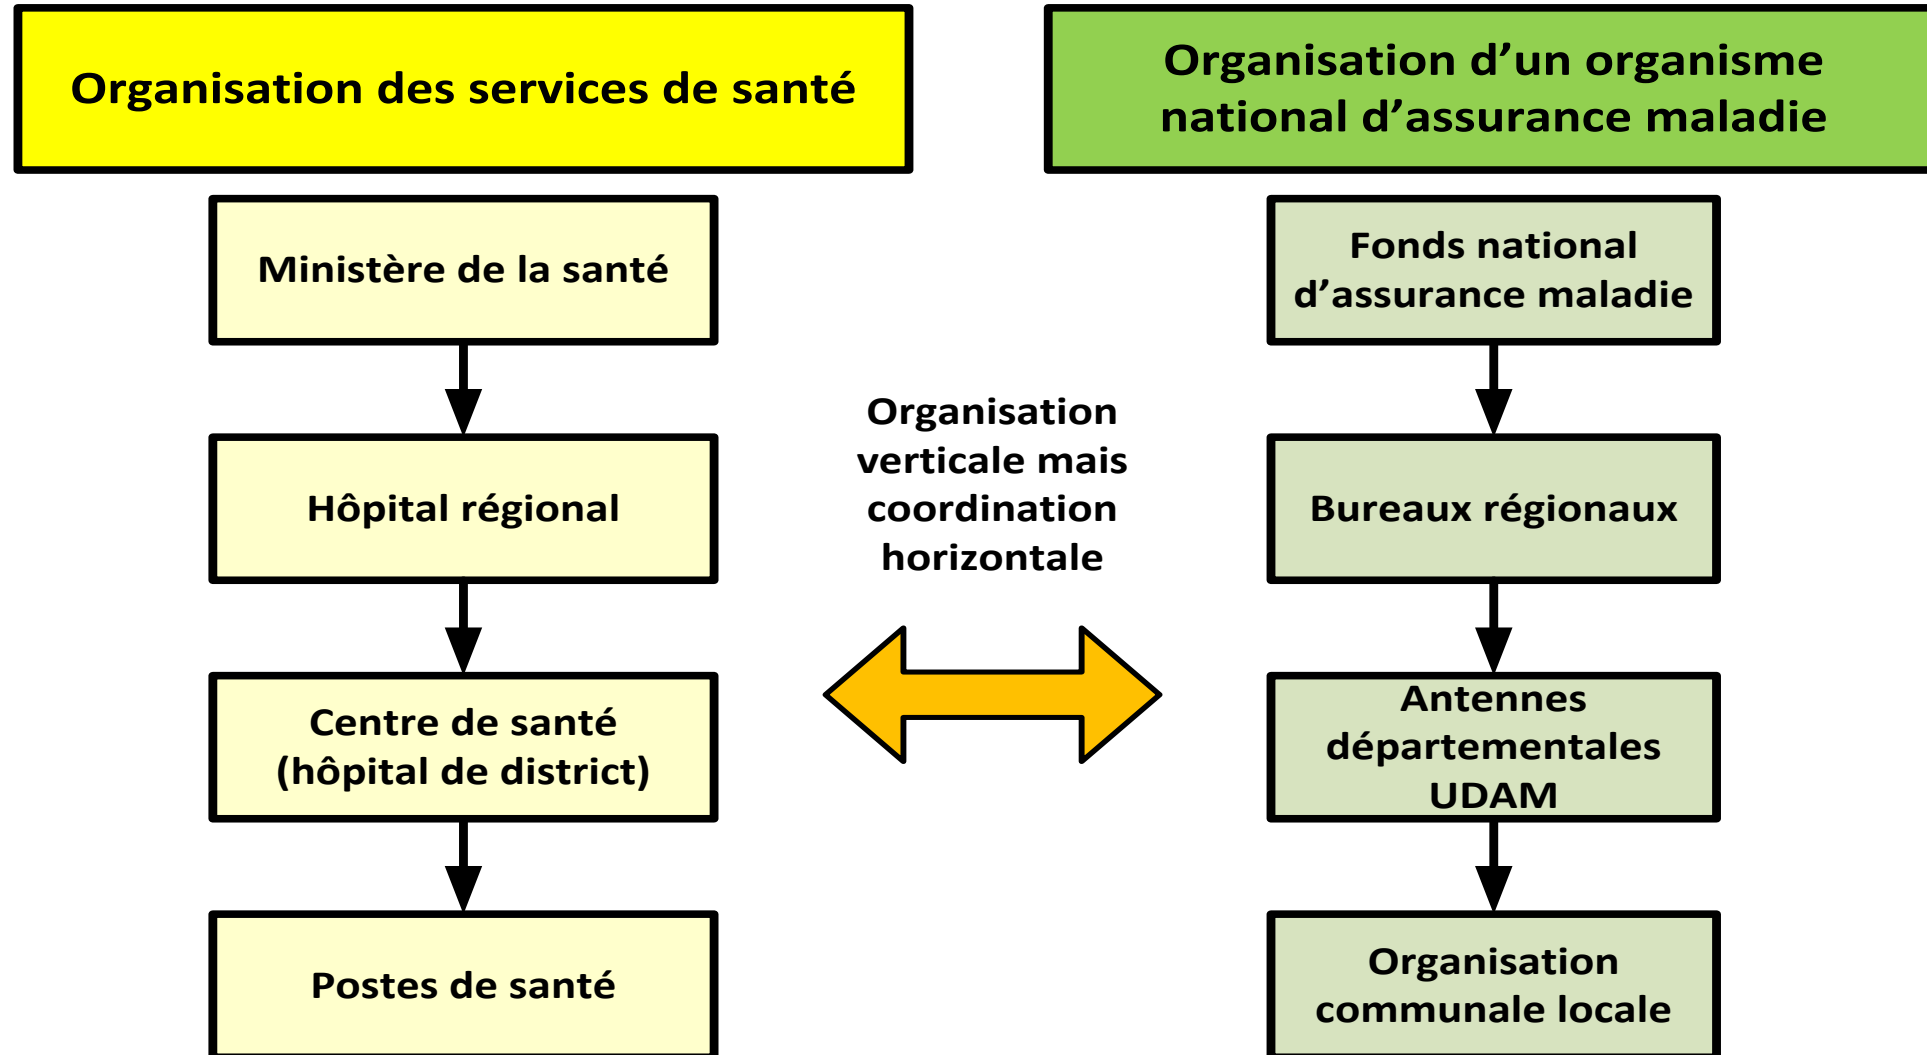 Organisation des services de santé
Organisation d’un organisme
national d’assurance maladie
Ministère de la santé
Fonds national
d’assurance maladie
Organisation
verticale mais
coordination
horizontale
Hôpital régional
Bureaux régionaux
Centre de santé
(hôpital de district)
Antennes
départementales
UDAM
Postes de santé
Organisation
communale locale